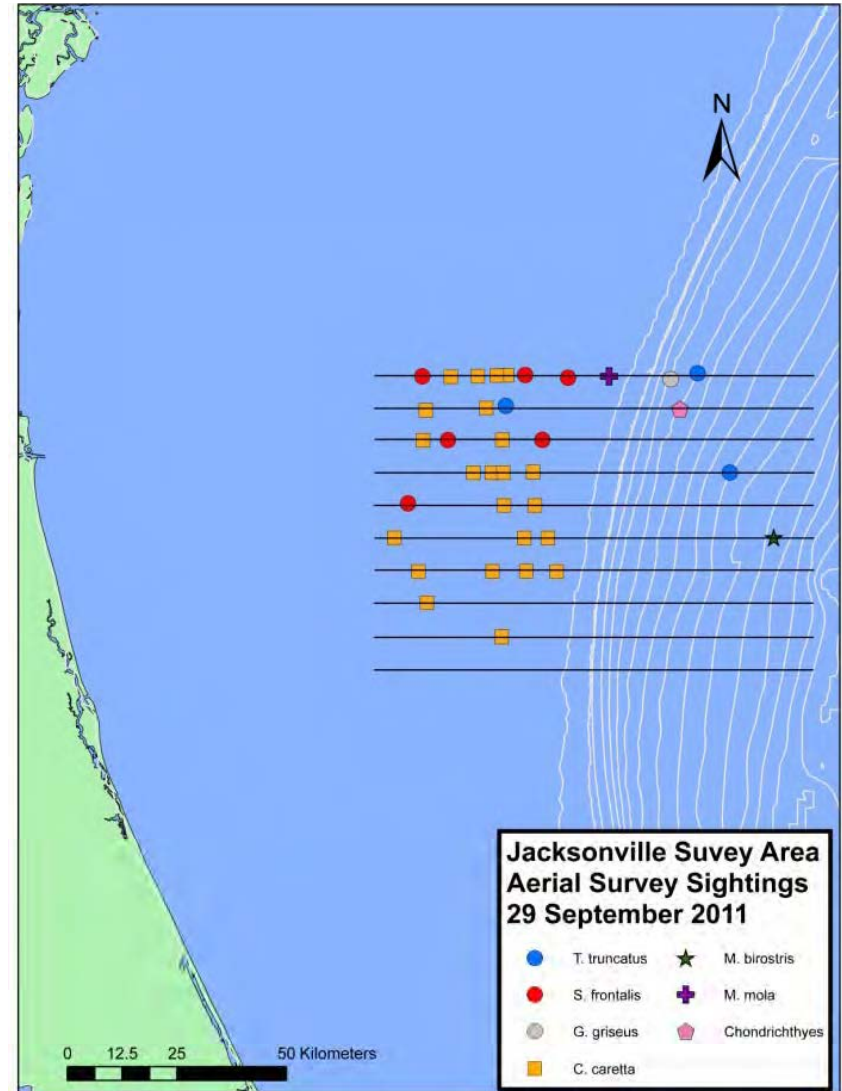 N
Jacksonville Suvey Area
Aerial Survey Sightings
29 September 2011
T. truncatus
M. birostris
S. frontalis
M. mola
G. griseus
Chondrichthyes
C. caretta
0 12.5 25 50 Kilometers